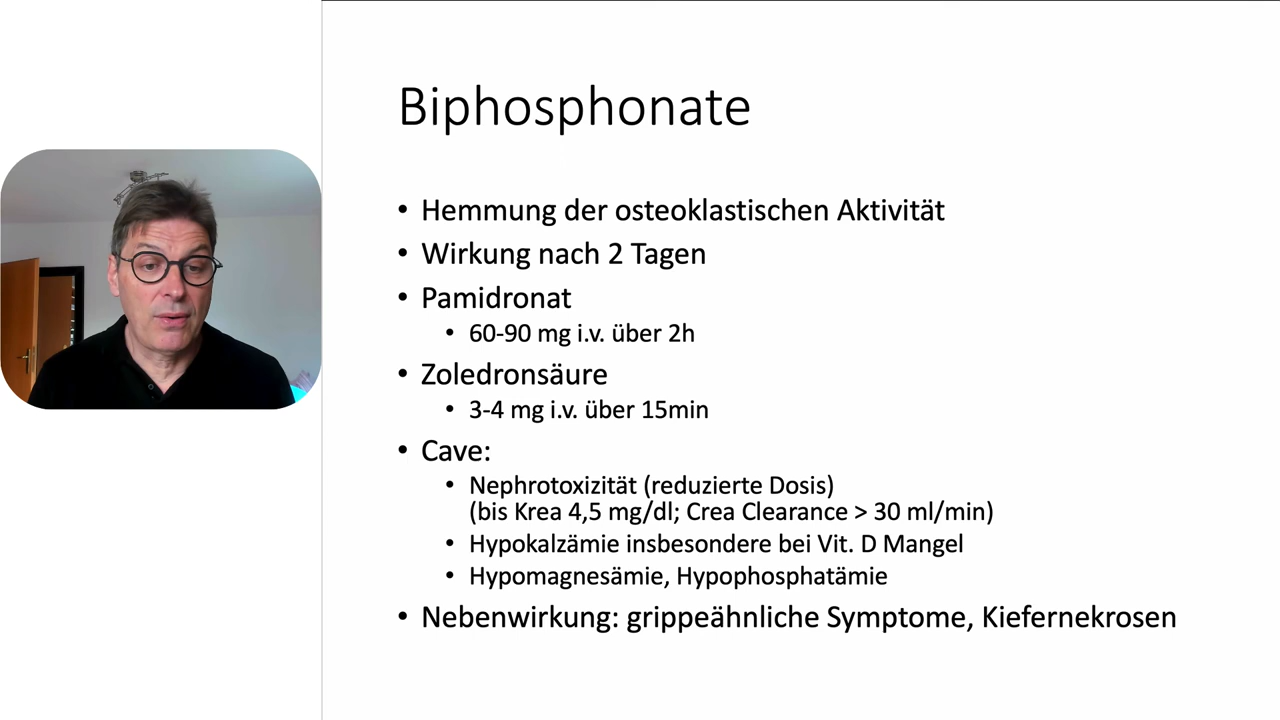 Biphosphonate
• Hemmung der osteoklastischen Aktivität
• Wirkung nach 2 Tagen
• Pamidronat
• 60-90 mg i.v. über 2h
• Zoledronsäure
• 3-4 mg i.v. über 15min
• Cave:
• Nephrotoxizität (reduzierte Dosis)
(bis Krea 4,5 mg/dl; Crea Clearance > 30 ml/min)
• Hypokalzämie insbesondere bei Vit. D Mangel
• Hypomagnesämie, Hypophosphatämie
• Nebenwirkung: grippeähnliche Symptome, Kiefernekrosen